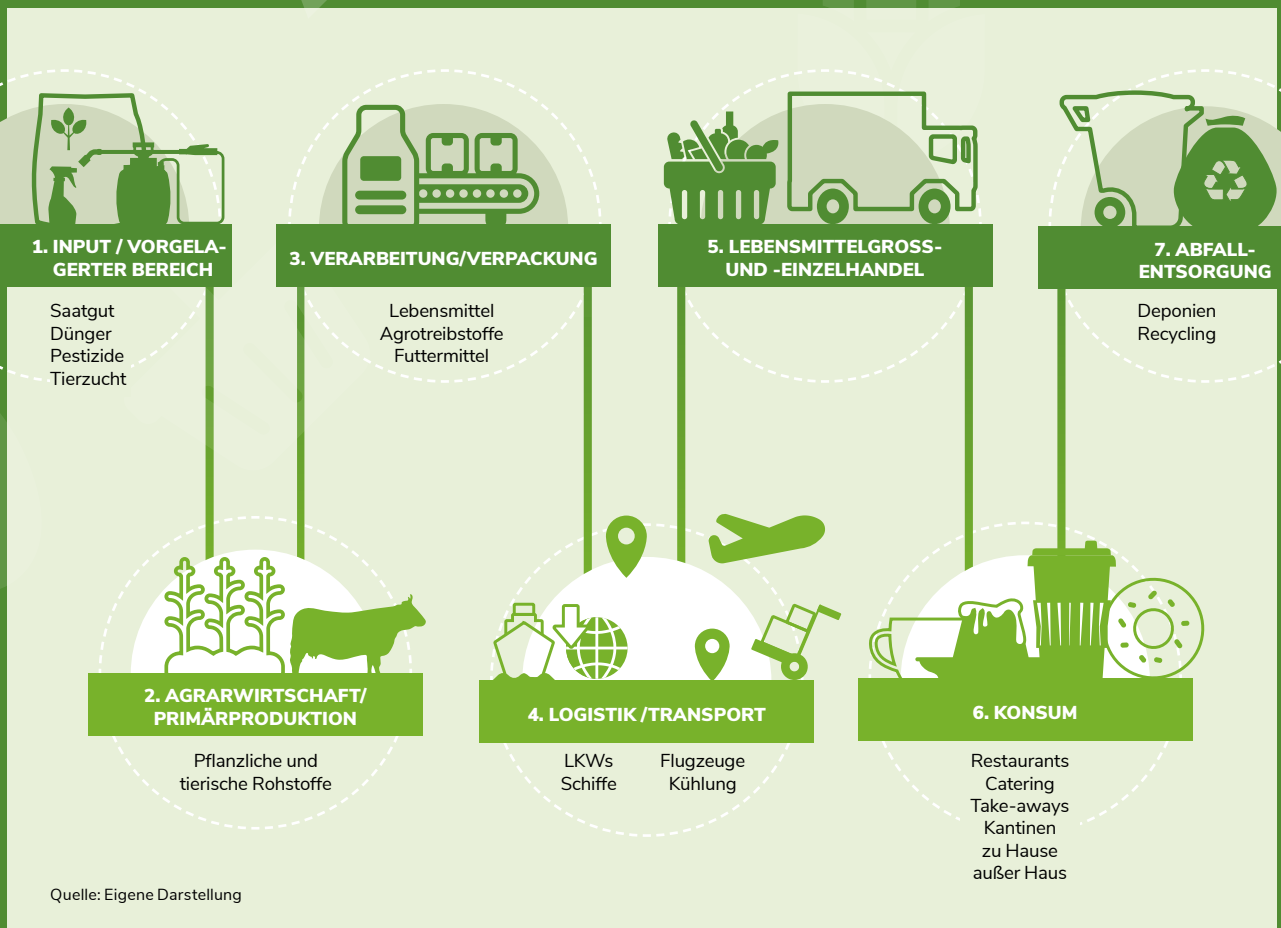 1. INPUT / VORGELA-
GERTER BEREICH
Saatgut
Dünger
Pestizide
Tierzucht
3. VERARBEITUNG/VERPACKUNG
Lebensmittel
Agrotreibstoffe
Futtermittel
5. LEBENSMITTELGROSS-
UND -EINZELHANDEL
7. ABFALL-
ENTSORGUNG
Deponien
Recycling
2. AGRARWIRTSCHAFT/
PRIMÄRPRODUKTION
Pflanzliche und
tierische Rohstoffe
4. LOGISTIK /TRANSPORT
LKWs
Schiffe
Flugzeuge
Kühlung
6. KONSUM
Restaurants
Catering
Take-aways
Kantinen
zu Hause
außer Haus
Quelle: Eigene Darstellung